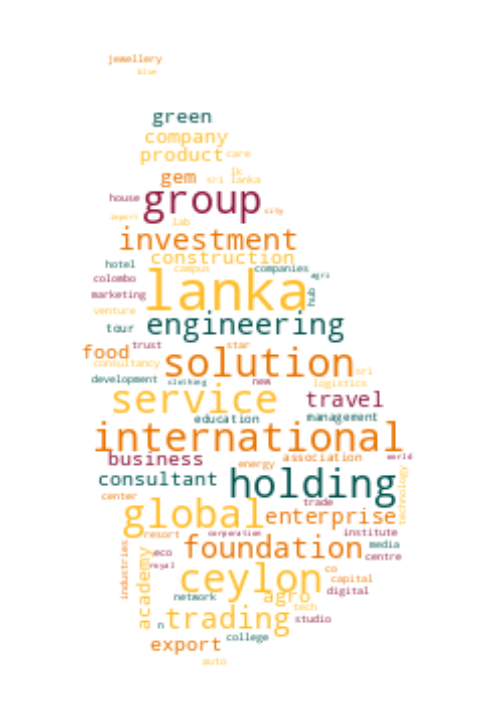 jewellery
blue
green
company
product care
lk
gem sri lanka
house group city
import
lab
investment
construction
hotel campus companies
colombo lanka agri
marketing hub
venture
tour engineering
trust star
food solution
consultancy sri
development clothing new logistics
service travel
education management
international
business energy association world
consultant holding technology
center trade
global enterprise
resort corporation institute
industries foundation media
eco centre
royal ceylon co
capital
academy network agro digital
tech
n trading studio
college
export
auto